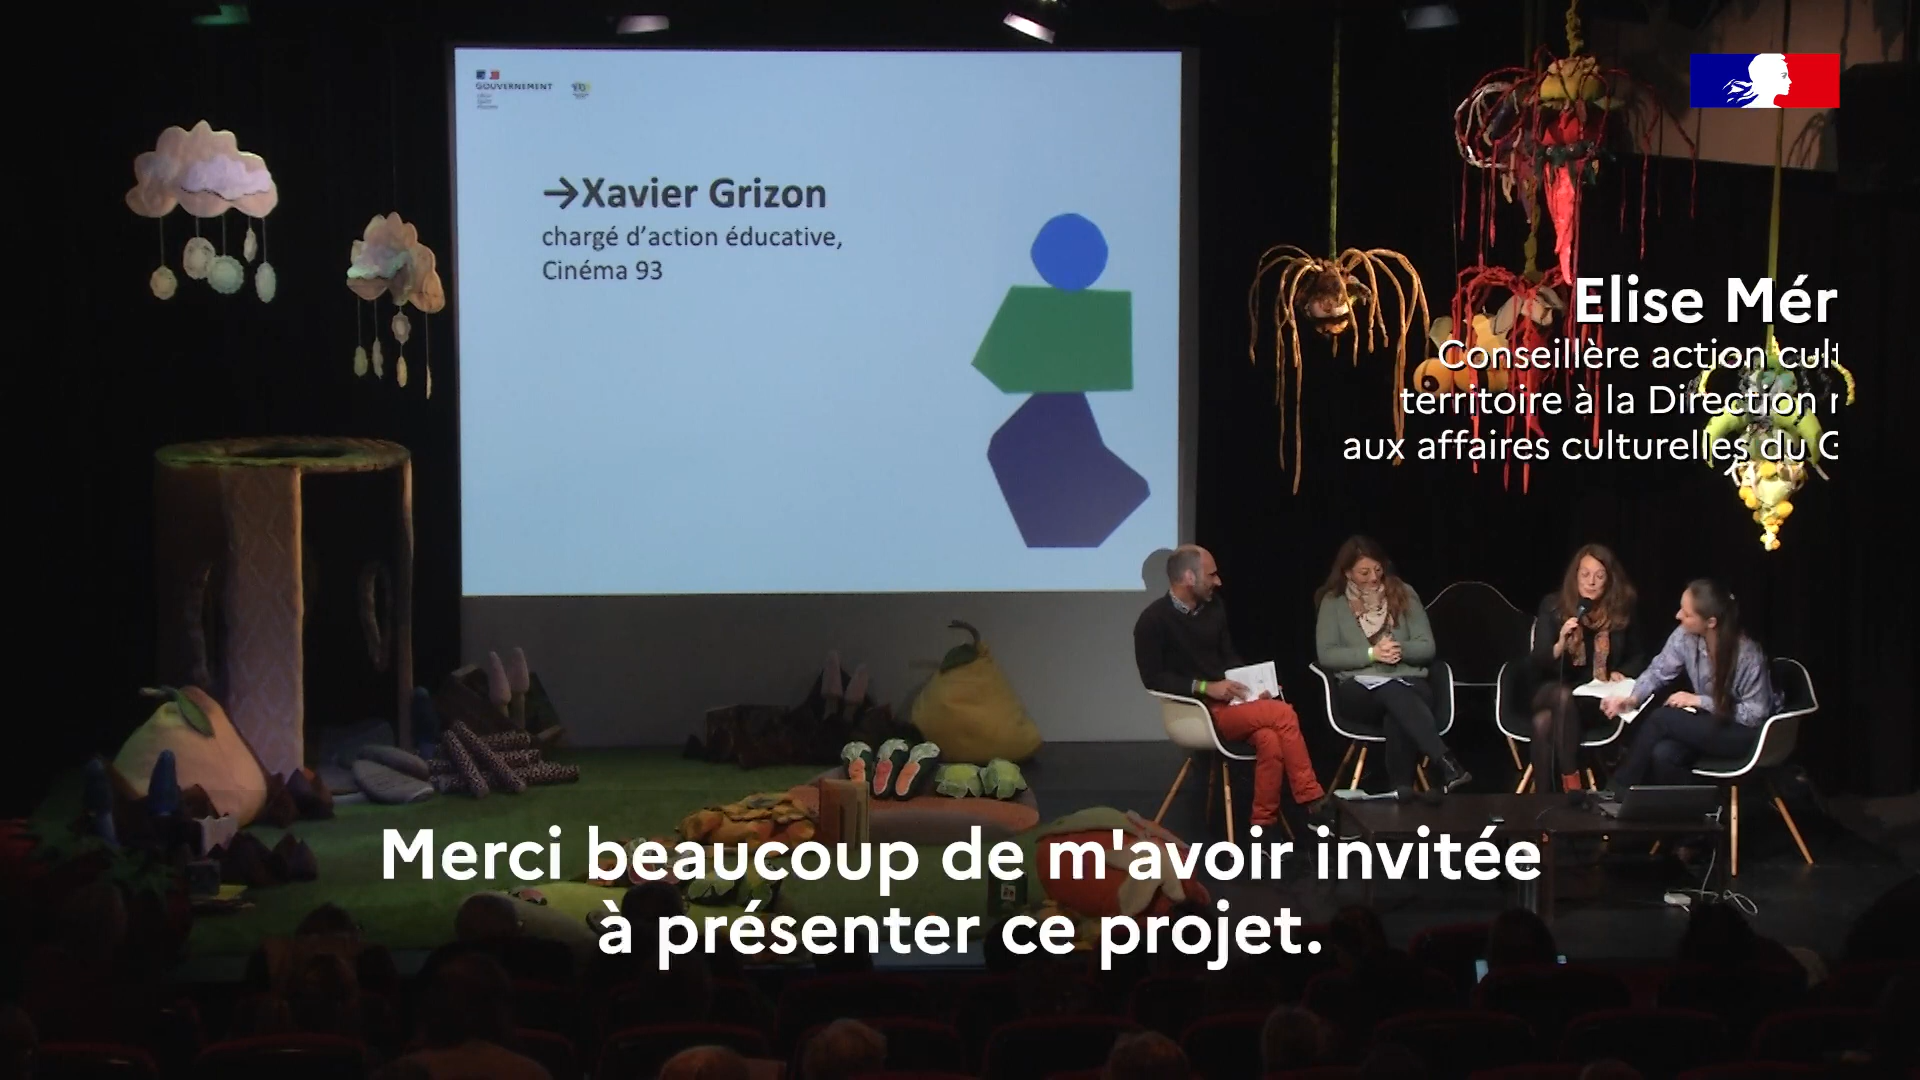 GOUVERNEMENT
→Xavier Grizon
chargé d’action éducative,
Cinéma 93
Elise Mér
Conseillère action cult
territoire à la Direction r
aux affaires culturelles du G
Merci beaucoup de m'avoir invitée
à présenter ce projet.